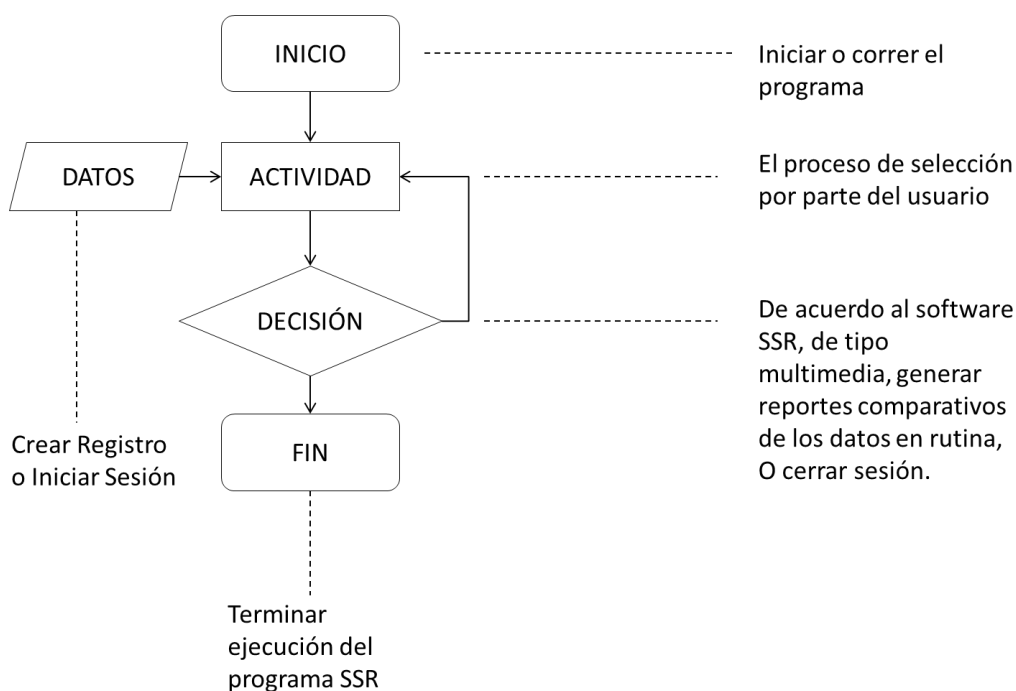 INICIO
Iniciar o correr el
programa
DATOS
ACTIVIDAD
El proceso de selección
por parte del usuario
DECISIÓN
De acuerdo al software
SSR, de tipo
multimedia, generar
reportes comparativos
de los datos en rutina,
O cerrar sesión.
Crear Registro
o Iniciar Sesión
FIN
Terminar
ejecución del
programa SSR